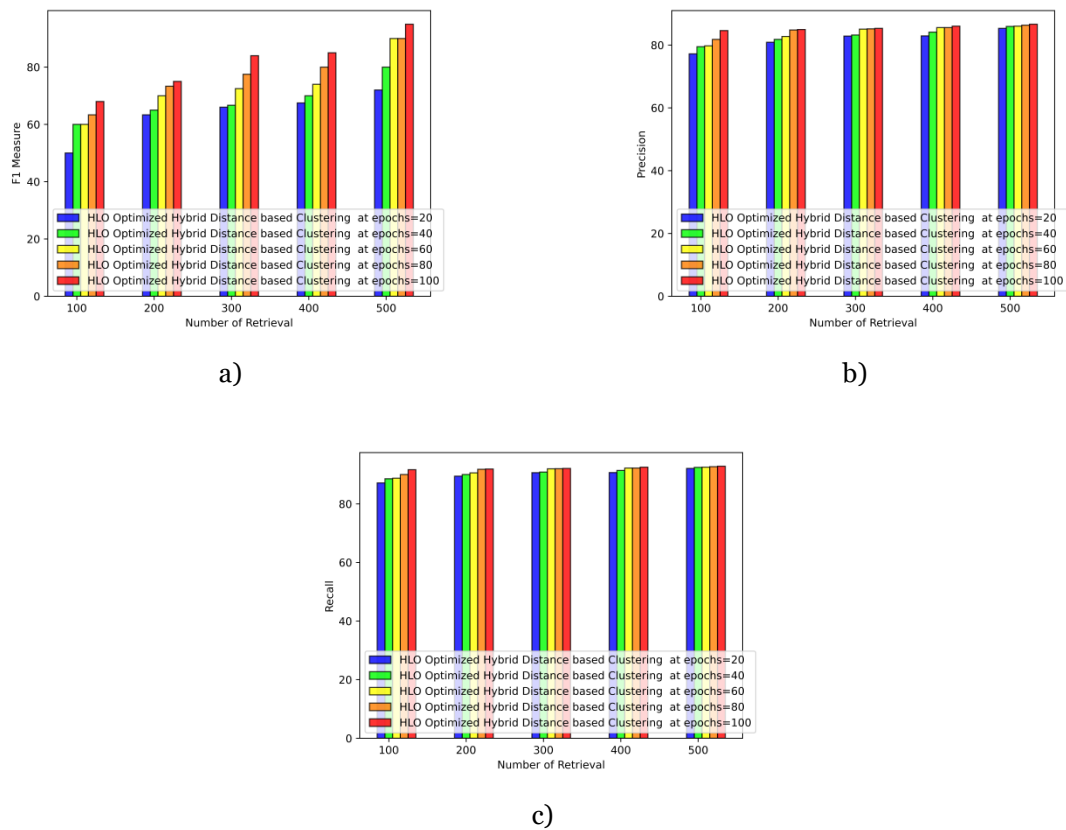 F1 Measure
80
60
40
20
0
HLO Optimized Hybrid Distance based Clustering at epochs=20
HLO Optimized Hybrid Distance based Clustering at epochs=40
HLO Optimized Hybrid Distance based Clustering at epochs=60
HLO Optimized Hybrid Distance based Clustering at epochs=80
HLO Optimized Hybrid Distance based Clustering at epochs=100
100 200 300 400 500
Number of Retrieval
a)
Precision
80
60
40
20
0
HLO Optimized Hybrid Distance based Clustering at epochs=20
HLO Optimized Hybrid Distance based Clustering at epochs=40
HLO Optimized Hybrid Distance based Clustering at epochs=60
HLO Optimized Hybrid Distance based Clustering at epochs=80
HLO Optimized Hybrid Distance based Clustering at epochs=100
100 200 300 400 500
Number of Retrieval
b)
Recall
80
60
40
20
0
HLO Optimized Hybrid Distance based Clustering at epochs=20
HLO Optimized Hybrid Distance based Clustering at epochs=40
HLO Optimized Hybrid Distance based Clustering at epochs=60
HLO Optimized Hybrid Distance based Clustering at epochs=80
HLO Optimized Hybrid Distance based Clustering at epochs=100
100 200 300 400 500
Number of Retrieval
c)